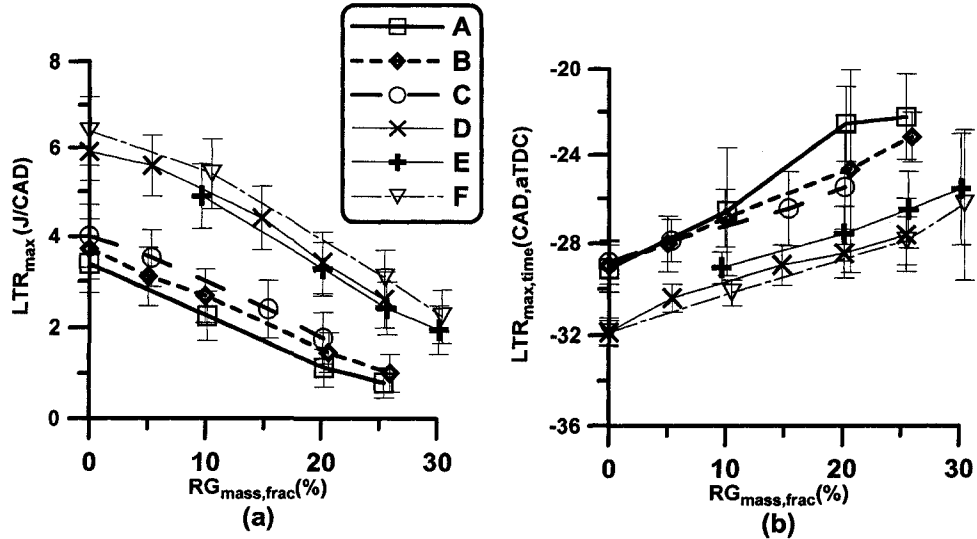 A
B
C
D
E
F
LTRmax (J/CAD)
8
6
4
2
0
0
10
20
30
RGmass,frac(%)
(a)
LTRmax,time(CAD,aTDC)
-20
-24
-28
-32
-36
0
10
20
30
RGmass,frac(%)
(b)